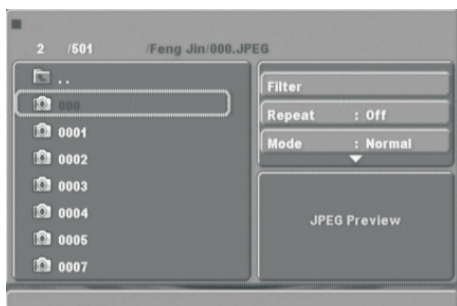 2 /501 /Feng Jin/000.JPEG
..
000
0001
0002
0003
0004
0005
0007
Filter
Repeat : Off
Mode : Normal
JPEG Preview